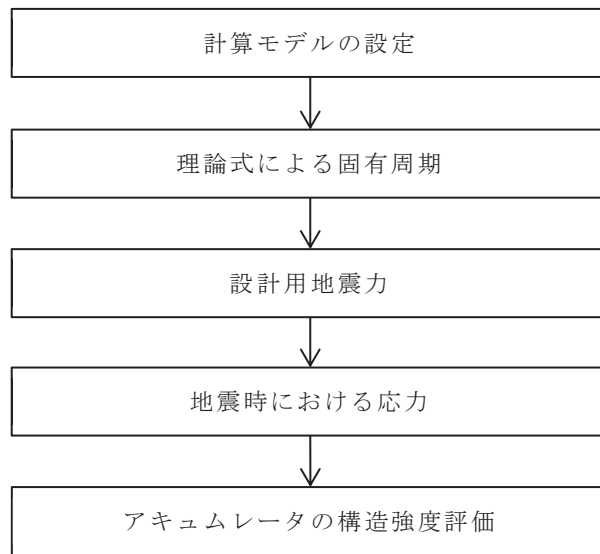 計算モデルの設定
理論式による固有周期
設計用地震力
地震時における応力
アキュムレータの構造強度評価